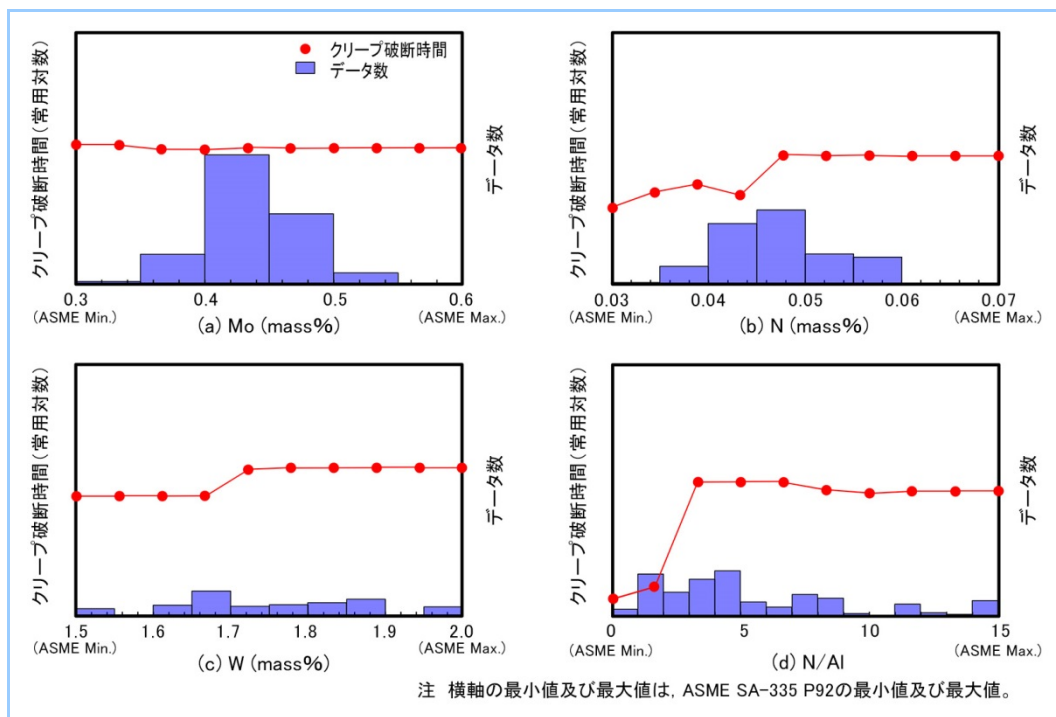 クリープ破断時間(常用対数)
クリープ破断時間
データ数
データ数
0.3 0.4 0.5 0.6
(ASME Min.) (a) Mo (mass%) (ASME Max.)
クリープ破断時間(常用対数)
データ数
0.03 0.04 0.05 0.06 0.07
(ASME Min.) (b) N (mass%) (ASME Max.)
クリープ破断時間(常用対数)
データ数
1.5 1.6 1.7 1.8 1.9 2.0
(ASME Min.) (c) W (mass%) (ASME Max.)
クリープ破断時間(常用対数)
データ数
0 5 10 15
(ASME Min.) (d) N/Al (ASME Max.)
注 横軸の最小値及び最大値は, ASME SA-335 P92の最小値及び最大値。